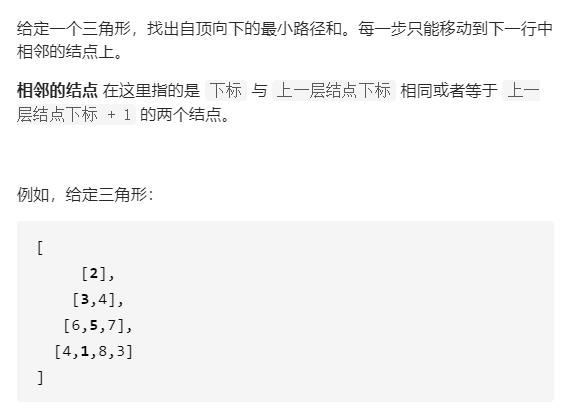 给定一个三角形，找出自顶向下的最小路径和。每一步只能移动到下一行中
相邻的结点上。
相邻的结点 在这里指的是 下标 与 上一层结点下标 相同或者等于 上一
层结点下标 + 1 的两个结点。
例如，给定三角形：
[
[2],
[3,4],
[6,5,7],
[4,1,8,3]
]